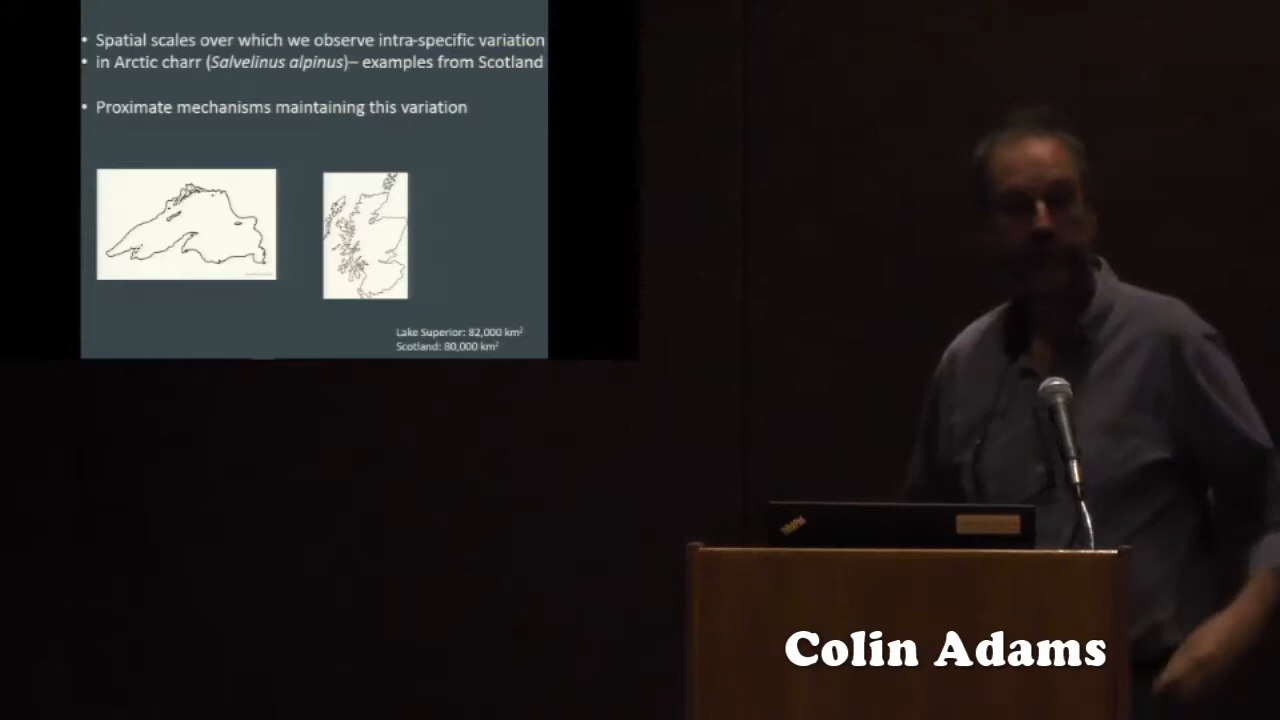 • Spatial scales over which we observe intra-specific variation
• in Arctic charr (Salvelinus alpinus)– examples from Scotland
• Proximate mechanisms maintaining this variation
Lake Superior: 82,000 km²
Scotland: 80,000 km²
Colin Adams